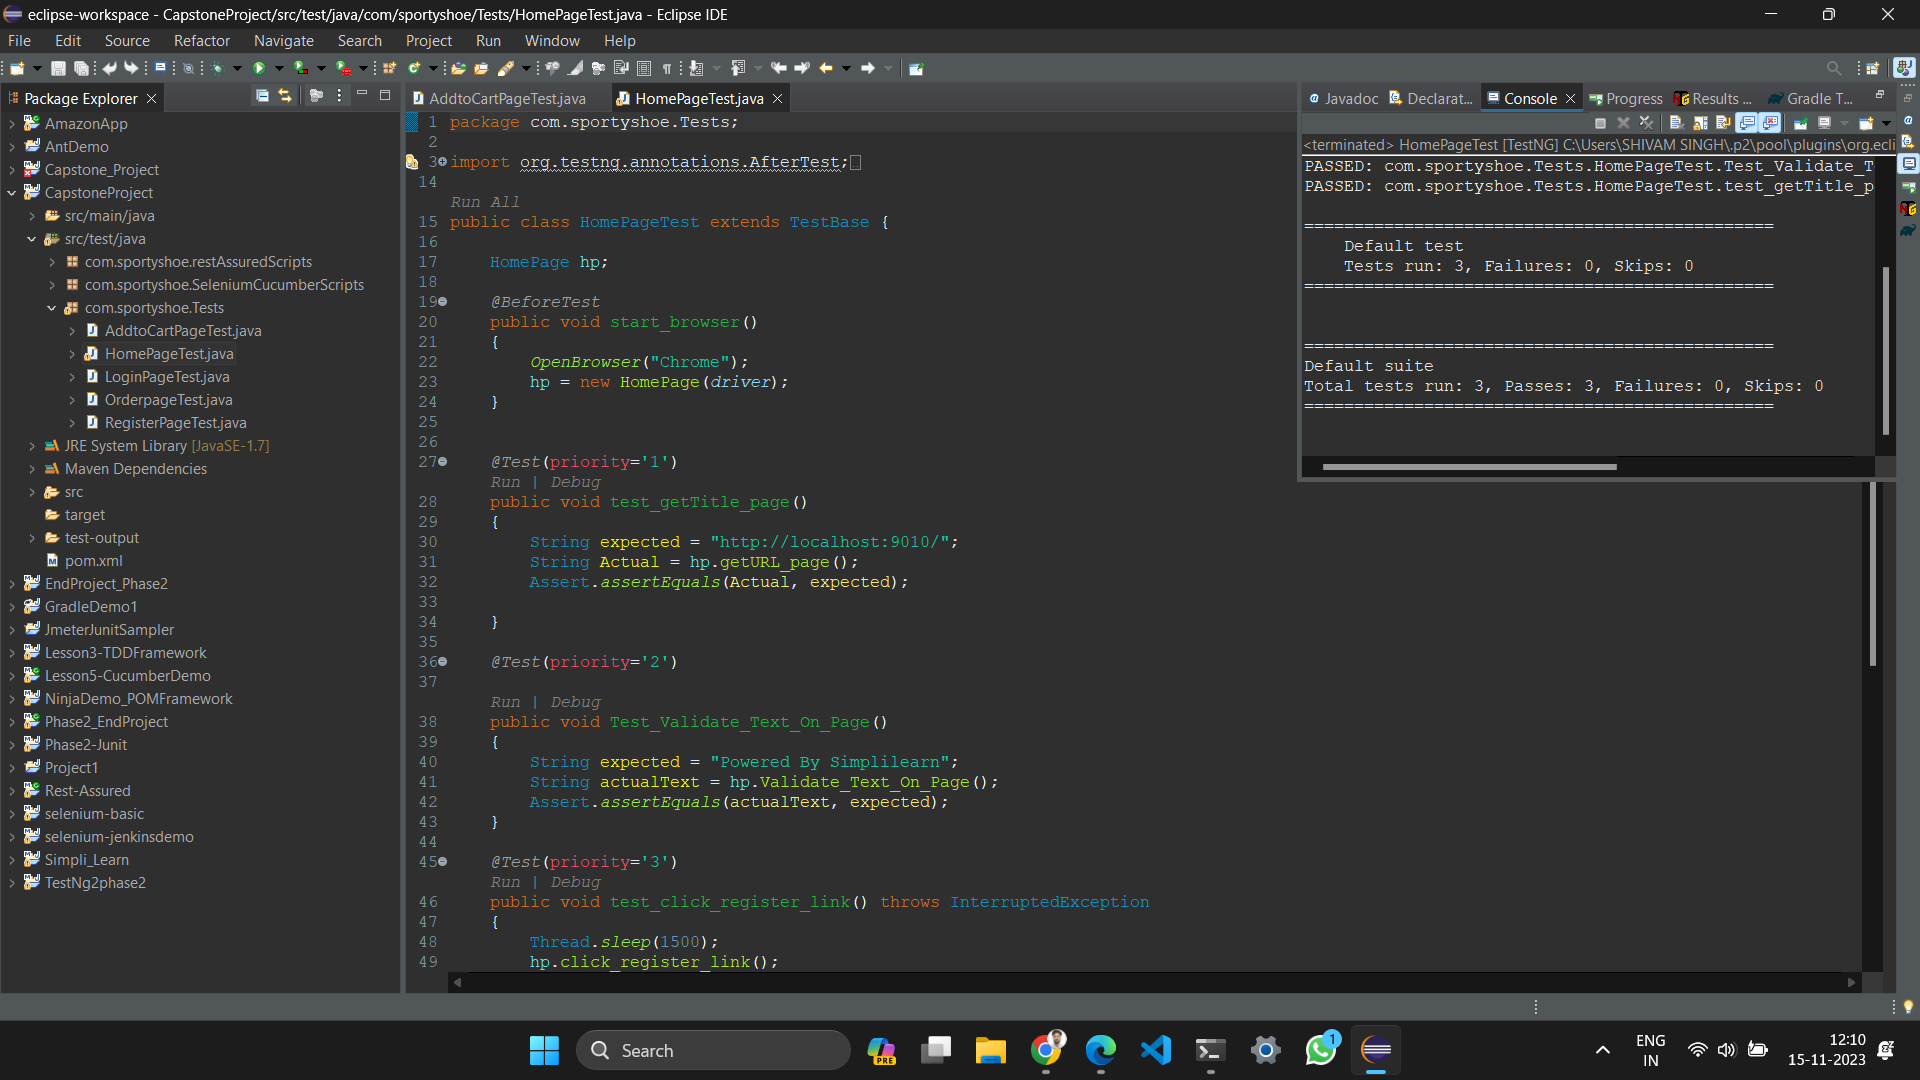 eclipse-workspace - CapstoneProject/src/test/java/com/sportyshoe/Tests/HomePageTest.java - Eclipse IDE
File Edit Source Refactor Navigate Search Project Run Window Help
Package Explorer
AmazonApp
AntDemo
Capstone_Project
CapstoneProject
src/main/java
src/test/java
com.sportyshoe.restAssuredScripts
com.sportyshoe.SeleniumCucumberScripts
com.sportyshoe.Tests
AddtoCartPageTest.java
HomePageTest.java
LoginPageTest.java
OrderpageTest.java
RegisterPageTest.java
JRE System Library [JavaSE-1.7]
Maven Dependencies
src
target
test-output
pom.xml
EndProject_Phase2
GradleDemo1
JmeterJunitSampler
Lesson3-TDDFramework
Lesson5-CucumberDemo
NinjaDemo_POMFramework
Phase2_EndProject
Phase2-Junit
Project1
Rest-Assured
selenium-basic
selenium-jenkinsdemo
Simpli_Learn
TestNg2phase2
AddtoCartPageTest.java HomePageTest.java
1 package com.sportyshoe.Tests;
2
3 import org.testng.annotations.AfterTest;
14
Run All
15 public class HomePageTest extends TestBase {
16
17 HomePage hp;
18
19 @BeforeTest
20 public void start_browser()
21 {
22 OpenBrowser("Chrome");
23 hp = new HomePage(driver);
24 }
25
26
27 @Test(priority='1')
Run | Debug
28 public void test_getTitle_page()
29 {
30 String expected = "http://localhost:9010/";
31 String Actual = hp.getURL_page();
32 Assert.assertEquals(Actual, expected);
33
34 }
35
36 @Test(priority='2')
37
Run | Debug
38 public void Test_Validate_Text_On_Page()
39 {
40 String expected = "Powered By Simplilearn";
41 String actualText = hp.Validate_Text_On_Page();
42 Assert.assertEquals(actualText, expected);
43 }
44
45 @Test(priority='3')
Run | Debug
46 public void test_click_register_link() throws InterruptedException
47 {
48 Thread.sleep(1500);
49 hp.click_register_link();
Javadoc Declarat... Console Progress Results ... Gradle T...
<terminated> HomePageTest [TestNG] C:\Users\SHIVAM SINGH\.p2\pool\plugins\org.ecli
PASSED: com.sportyshoe.Tests.HomePageTest.Test_Validate_T
PASSED: com.sportyshoe.Tests.HomePageTest.test_getTitle_p
===============================================
Default test
Tests run: 3, Failures: 0, Skips: 0
===============================================
===============================================
Default suite
Total tests run: 3, Passes: 3, Failures: 0, Skips: 0
===============================================
Search
PRE
1
ENG
IN
12:10
15-11-2023